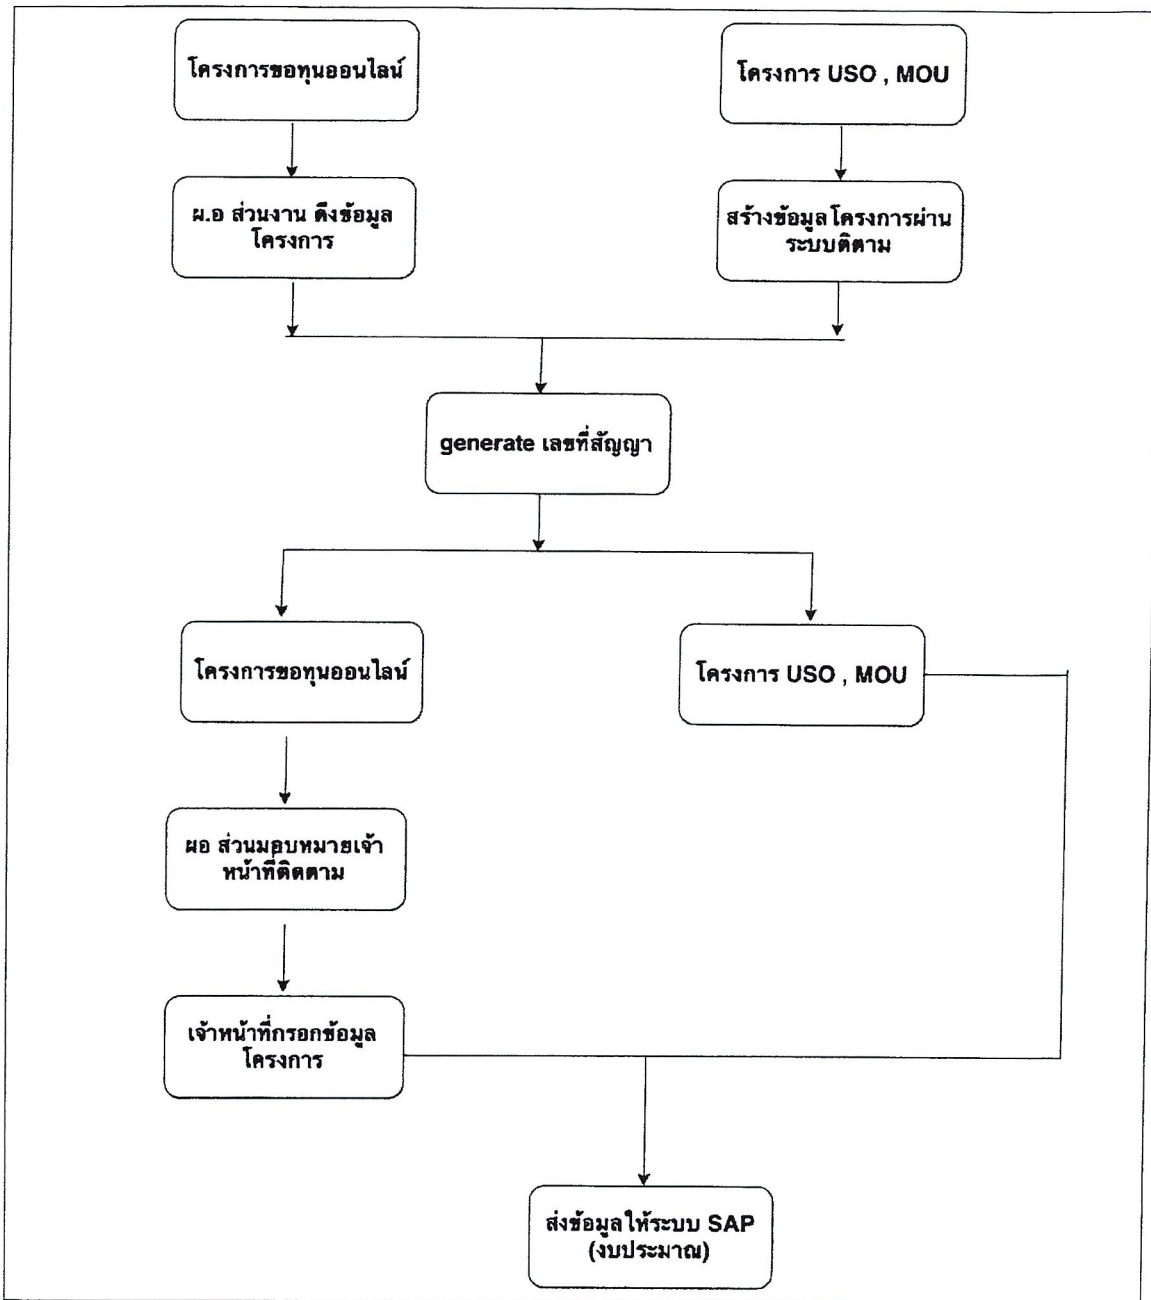 โครงการขอทุนออนไลน์
โครงการ USO , MOU
ผ.อ ส่วนงาน ดึงข้อมูล
โครงการ
สร้างข้อมูลโครงการผ่าน
ระบบติตาม
generate เลขที่สัญญา
โครงการขอทุนออนไลน์
โครงการ USO , MOU
ผอ ส่วนมอบหมายเจ้า
หน้าที่ติดตาม
เจ้าหน้าที่กรอกข้อมูล
โครงการ
ส่งข้อมูลให้ระบบ SAP
(งบประมาณ)